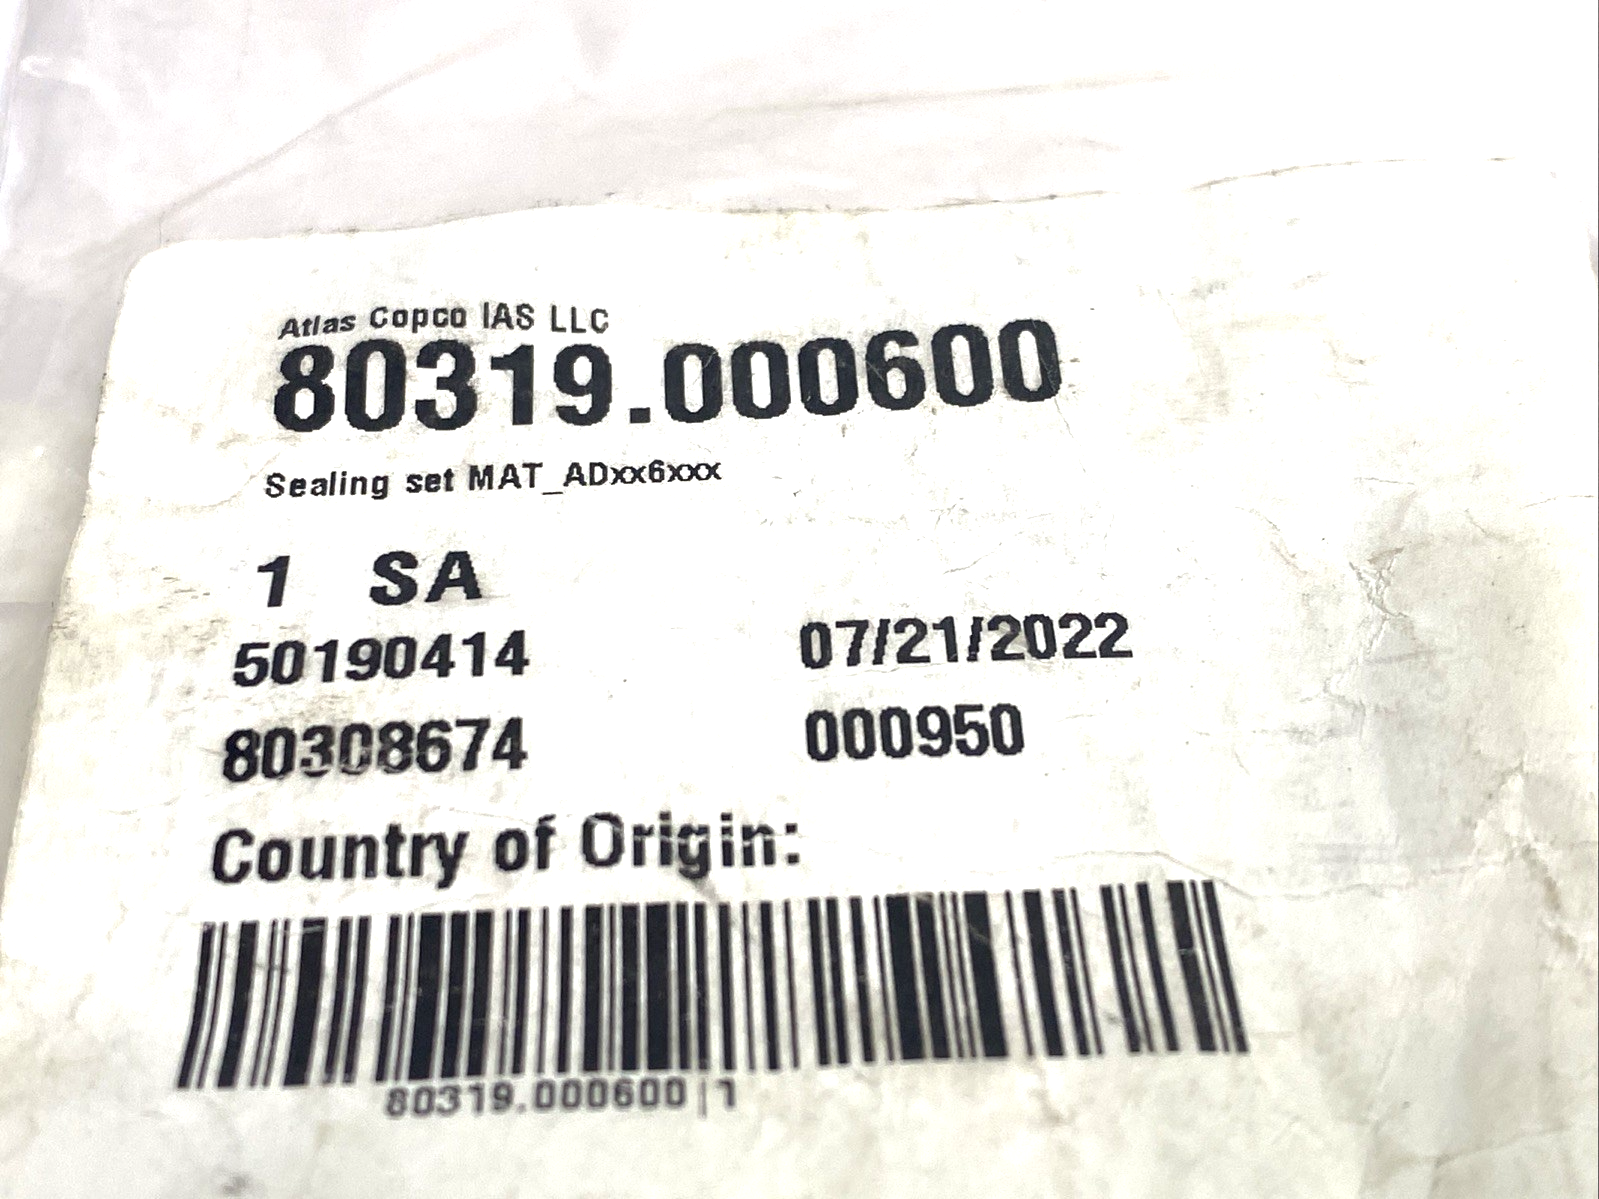 Atlas Copco IAS LLC
80319.000600
Sealing set MAT_ADxx6xxx
1 SA
50190414 07/21/2022
80308674 000950
Country of Origin:
80319.000600|1